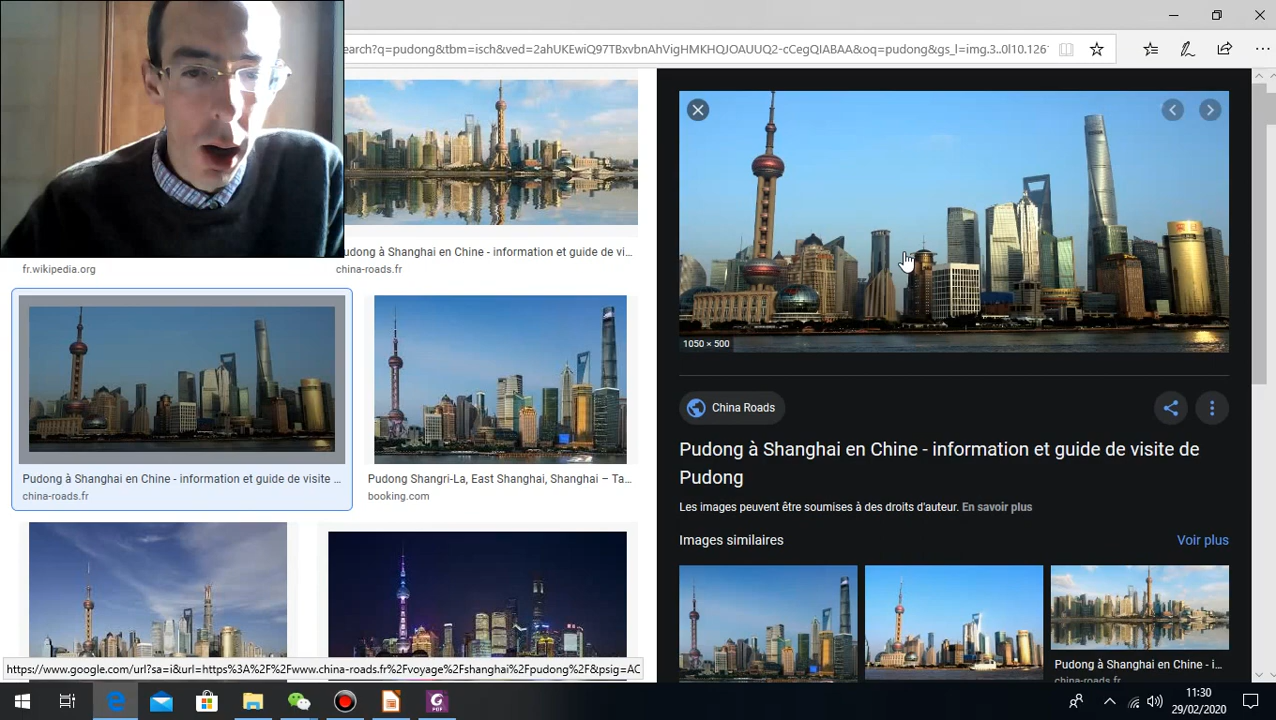 earch?q=pudong&tbm=isch&ved=2ahUKEwiQ97TBxvbnAhVigHMKHQJOAUUQ2-cCegQIABAA&oq=pudong&gs_l=img.3..0l10.126
fr.wikipedia.org
Pudong à Shanghai en Chine - information et guide de vi...
china-roads.fr
Pudong à Shanghai en Chine - information et guide de visite ...
china-roads.fr
Pudong Shangri-La, East Shanghai, Shanghai – Ta...
booking.com
https://www.google.com/url?sa=i&url=https%3A%2F%2Fwww.china-roads.fr%2Fvoyage%2Fshanghai%2Fpudong%2F&psig=AO
1050 × 500
China Roads
Pudong à Shanghai en Chine - information et guide de visite de
Pudong
Les images peuvent être soumises à des droits d'auteur. En savoir plus
Images similaires
Voir plus
Pudong à Shanghai en Chine - i...
china-roads.fr
11:30
29/02/2020